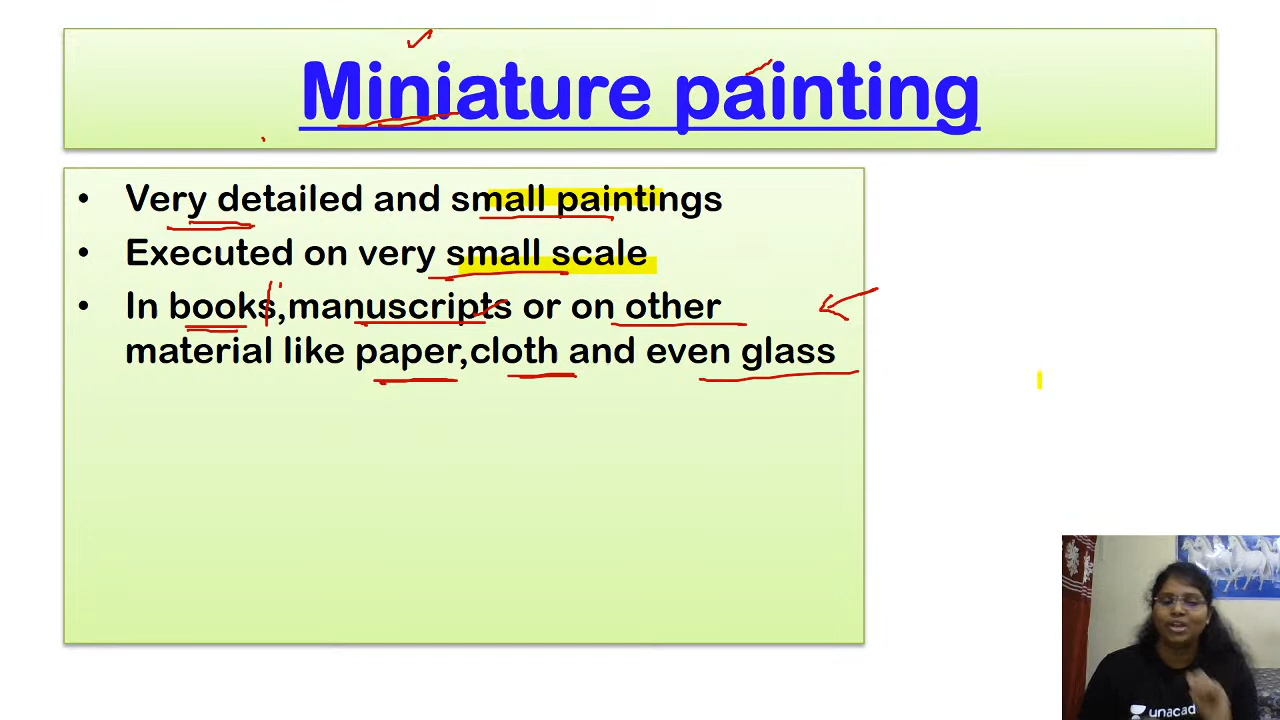 Miniature painting
• Very detailed and small paintings
• Executed on very small scale
• In books,manuscripts or on other
material like paper,cloth and even glass
unacad